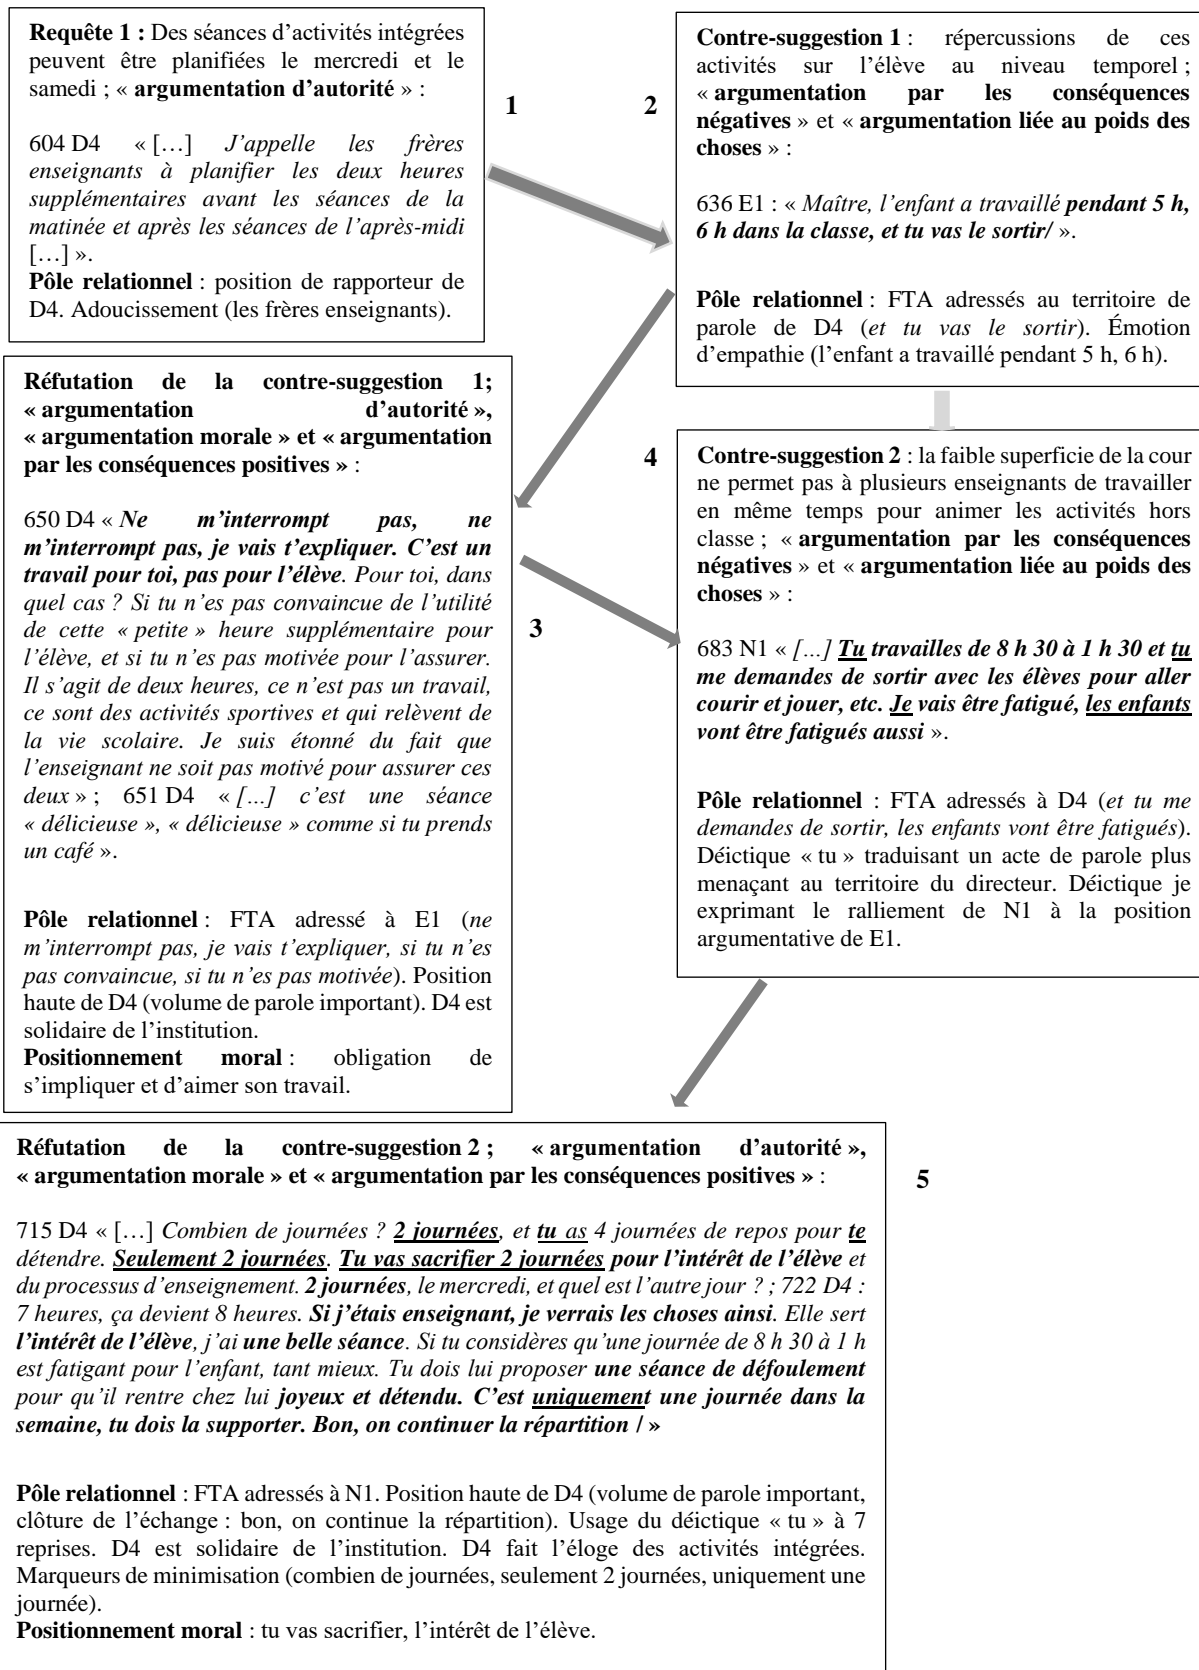 Requête 1 : Des séances d’activités intégrées
peuvent être planifiées le mercredi et le
samedi ; « argumentation d’autorité » :
604 D4 « […] J’appelle les frères
enseignants à planifier les deux heures
supplémentaires avant les séances de la
matinée et après les séances de l’après-midi
[…] ».
Pôle relationnel : position de rapporteur de
D4. Adoucissement (les frères enseignants).
1
2
Contre-suggestion 1 : répercussions de ces
activités sur l’élève au niveau temporel ;
« argumentation par les conséquences
négatives » et « argumentation liée au poids des
choses » :
636 E1 : « Maître, l’enfant a travaillé pendant 5 h,
6 h dans la classe, et tu vas le sortir/ ».
Pôle relationnel : FTA adressés au territoire de
parole de D4 (et tu vas le sortir). Émotion
d’empathie (l’enfant a travaillé pendant 5 h, 6 h).
Réfutation de la contre-suggestion 1;
« argumentation d’autorité »,
« argumentation morale » et « argumentation
par les conséquences positives » :
650 D4 « Ne m’interrompt pas, ne
m’interrompt pas, je vais t’expliquer. C’est un
travail pour toi, pas pour l’élève. Pour toi, dans
quel cas ? Si tu n’es pas convaincue de l’utilité
de cette « petite » heure supplémentaire pour
l’élève, et si tu n’es pas motivée pour l’assurer.
Il s’agit de deux heures, ce n’est pas un travail,
ce sont des activités sportives et qui relèvent de
la vie scolaire. Je suis étonné du fait que
l’enseignant ne soit pas motivé pour assurer ces
deux » ; 651 D4 « […] c’est une séance
« délicieuse », « délicieuse » comme si tu prends
un café ».
Pôle relationnel : FTA adressé à E1 (ne
m’interrompt pas, je vais t’expliquer, si tu n’es
pas convaincue, si tu n’es pas motivée). Position
haute de D4 (volume de parole important). D4 est
solidaire de l’institution.
Positionnement moral : obligation de
s’impliquer et d’aimer son travail.
3
4
Contre-suggestion 2 : la faible superficie de la cour
ne permet pas à plusieurs enseignants de travailler
en même temps pour animer les activités hors
classe ; « argumentation par les conséquences
négatives » et « argumentation liée au poids des
choses » :
683 N1 « […] Tu travailles de 8 h 30 à 1 h 30 et tu
me demandes de sortir avec les élèves pour aller
courir et jouer, etc. Je vais être fatigué, les enfants
vont être fatigués aussi ».
Pôle relationnel : FTA adressés à D4 (et tu me
demandes de sortir, les enfants vont être fatigués).
Déictique « tu » traduisant un acte de parole plus
menaçant au territoire du directeur. Déictique je
exprimant le ralliement de N1 à la position
argumentative de E1.
Réfutation de la contre-suggestion 2 ; « argumentation d’autorité »,
« argumentation morale » et « argumentation par les conséquences positives » :
715 D4 « […] Combien de journées ? 2 journées, et tu as 4 journées de repos pour te
détendre. Seulement 2 journées. Tu vas sacrifier 2 journées pour l’intérêt de l’élève et
du processus d’enseignement. 2 journées, le mercredi, et quel est l’autre jour ? ; 722 D4 :
7 heures, ça devient 8 heures. Si j’étais enseignant, je verrais les choses ainsi. Elle sert
l’intérêt de l’élève, j’ai une belle séance. Si tu considères qu’une journée de 8 h 30 à 1 h
est fatigant pour l’enfant, tant mieux. Tu dois lui proposer une séance de défoulement
pour qu’il rentre chez lui joyeux et détendu. C’est uniquement une journée dans la
semaine, tu dois la supporter. Bon, on continuer la répartition / »
Pôle relationnel : FTA adressés à N1. Position haute de D4 (volume de parole important,
clôture de l’échange : bon, on continue la répartition). Usage du déictique « tu » à 7
reprises. D4 est solidaire de l’institution. D4 fait l’éloge des activités intégrées.
Marqueurs de minimisation (combien de journées, seulement 2 journées, uniquement une
journée).
Positionnement moral : tu vas sacrifier, l’intérêt de l’élève.
5